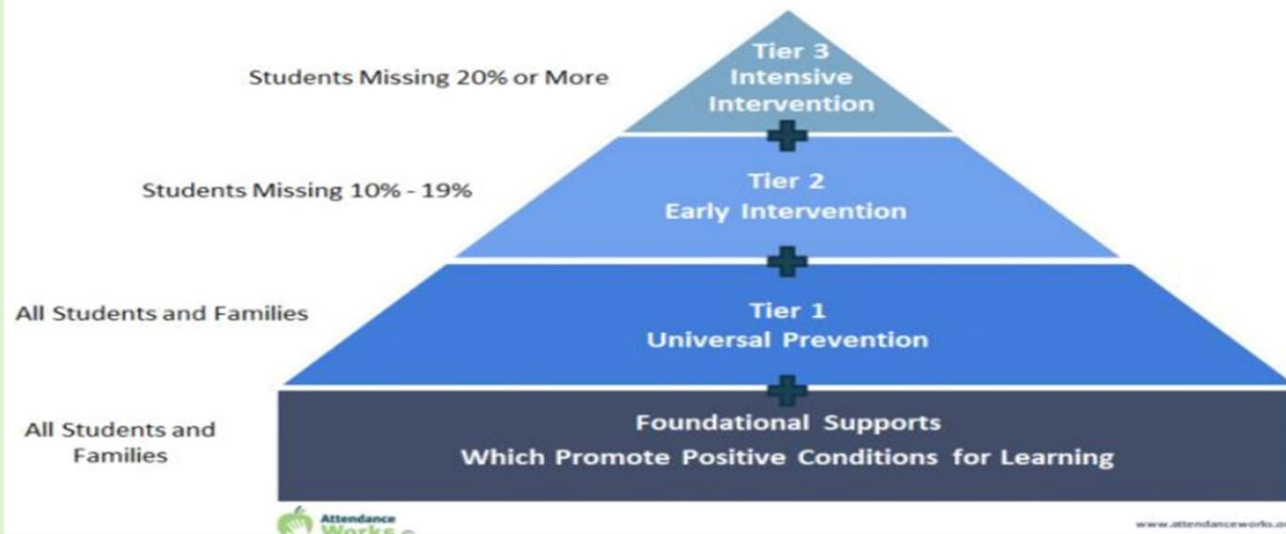 Tier 3
Students Missing 20% or More
Intensive
Intervention
Students Missing 10% - 19%
Tier 2
Early Intervention
All Students and Families
Tier 1
Universal Prevention
All Students and
Families
Foundational Supports
Which Promote Positive Conditions for Learning
Attendance
Works